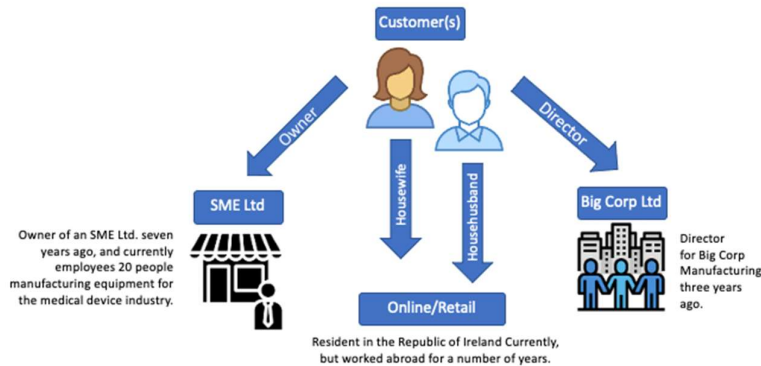 Customer(s)
Owner
Director
Housewife
Househusband
SME Ltd
Big Corp Ltd
Owner of an SME Ltd. seven
years ago, and currently
employees 20 people
manufacturing equipment for
the medical device industry.
Director
for Big Corp
Manufacturing
three years
ago.
Online/Retail
Resident in the Republic of Ireland Currently,
but worked abroad for a number of years.